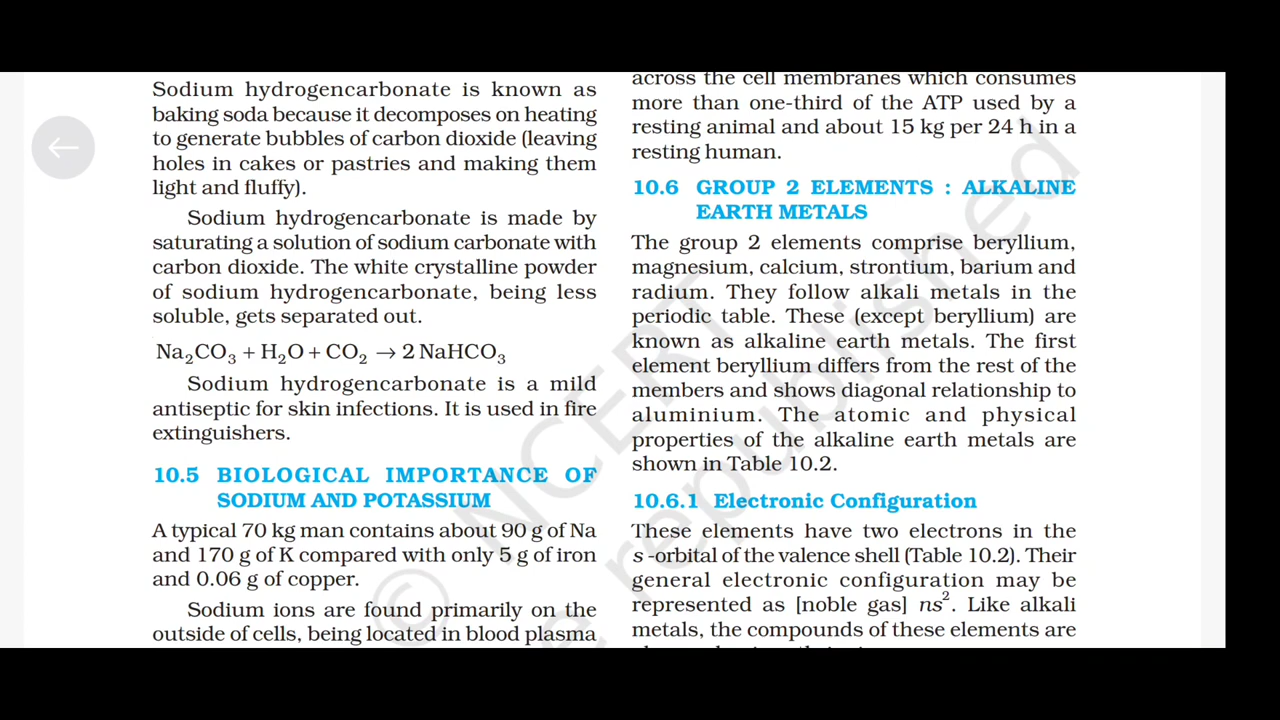 Sodium hydrogencarbonate is known as
baking soda because it decomposes on heating
to generate bubbles of carbon dioxide (leaving
holes in cakes or pastries and making them
light and fluffy).
Sodium hydrogencarbonate is made by
saturating a solution of sodium carbonate with
carbon dioxide. The white crystalline powder
of sodium hydrogencarbonate, being less
soluble, gets separated out.
Na₂CO₃ + H₂O + CO₂ → 2 NaHCO₃
Sodium hydrogencarbonate is a mild
antiseptic for skin infections. It is used in fire
extinguishers.
10.5 BIOLOGICAL IMPORTANCE OF
SODIUM AND POTASSIUM
A typical 70 kg man contains about 90 g of Na
and 170 g of K compared with only 5 g of iron
and 0.06 g of copper.
Sodium ions are found primarily on the
outside of cells, being located in blood plasma
across the cell membranes which consumes
more than one-third of the ATP used by a
resting animal and about 15 kg per 24 h in a
resting human.
10.6 GROUP 2 ELEMENTS : ALKALINE
EARTH METALS
The group 2 elements comprise beryllium,
magnesium, calcium, strontium, barium and
radium. They follow alkali metals in the
periodic table. These (except beryllium) are
known as alkaline earth metals. The first
element beryllium differs from the rest of the
members and shows diagonal relationship to
aluminium. The atomic and physical
properties of the alkaline earth metals are
shown in Table 10.2.
10.6.1 Electronic Configuration
These elements have two electrons in the
s -orbital of the valence shell (Table 10.2). Their
general electronic configuration may be
represented as [noble gas] ns². Like alkali
metals, the compounds of these elements are
© NCERT
e republished